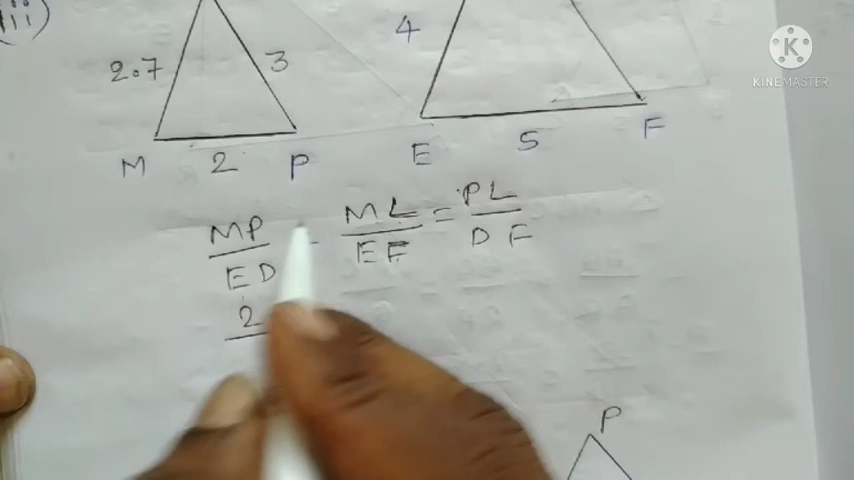 iii)
2.7 3 4
K
KINEMASTER
M 2 P E 5 F
MP/ED = ML/EF = PL/DF
2
P